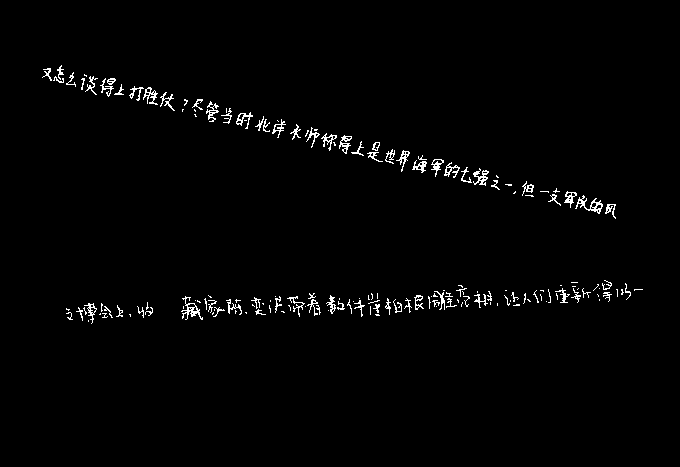 又怎么谈得上打胜仗?尽管当时北洋水师你得上是世界海军的七强之一,但一支军队的风
文博会上,收藏家陈变洪带着数件崖柏根雕亮相,让人们重新得以一